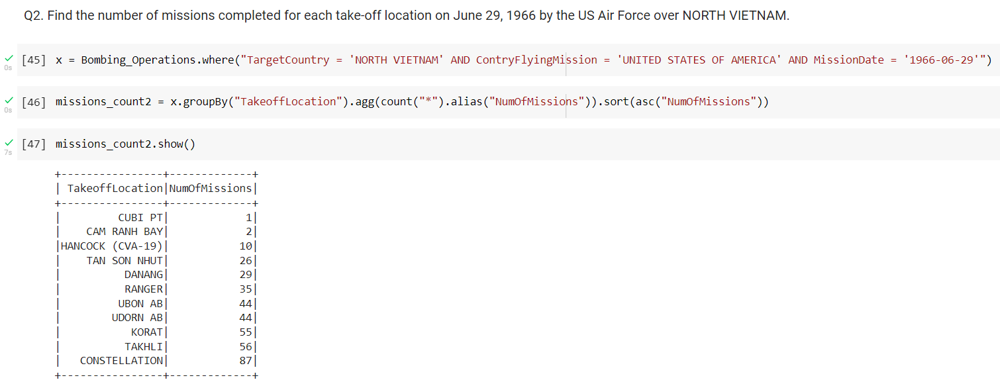 Q2. Find the number of missions completed for each take-off location on June 29, 1966 by the US Air Force over NORTH VIETNAM.
[45] x = Bombing_Operations.where("TargetCountry = 'NORTH VIETNAM' AND ContryFlyingMission = 'UNITED STATES OF AMERICA' AND MissionDate = '1966-06-29'")
0s
[46] missions_count2 = x.groupBy("TakeoffLocation").agg(count("*").alias("NumOfMissions")).sort(asc("NumOfMissions"))
0s
[47] missions_count2.show()
7s
+----------------+-------------+
| TakeoffLocation|NumOfMissions|
+----------------+-------------+
|         CUBI PT|            1|
|    CAM RANH BAY|            2|
|HANCOCK (CVA-19)|           10|
|    TAN SON NHUT|           26|
|          DANANG|           29|
|          RANGER|           35|
|         UBON AB|           44|
|        UDORN AB|           44|
|           KORAT|           55|
|          TAKHLI|           56|
|   CONSTELLATION|           87|
+----------------+-------------+